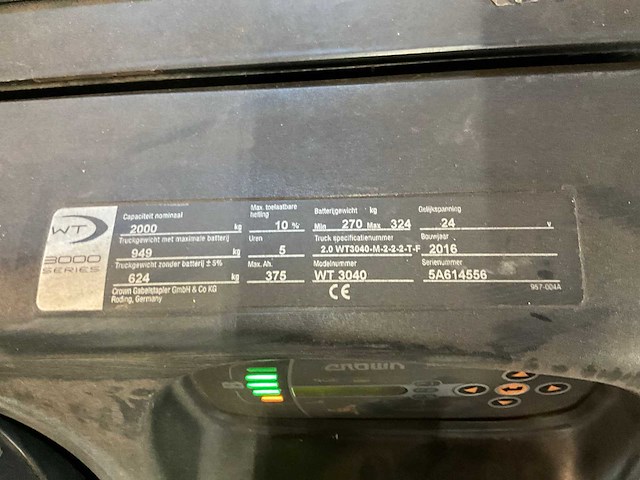 WT
3000
SERIES
Capaciteit nominaal
2000 kg
Truckgewicht met maximale batterij
949 kg
Truckgewicht zonder batterij ± 5%
624 kg
Crown Gabelstapler GmbH & Co KG
Roding, Germany
Max. toelaatbare
helling
10 %
Uren
5
Max. Ah.
375
Batterijgewicht kg
Min 270 Max 324
Truck specificatienummer
2.0 WT3040-M-2-2-2-T-F
Modelnummer
WT 3040
CE
Gelijkspanning
24 v
Bouwjaar
2016
Serienummer
5A614556
957-004A
crown